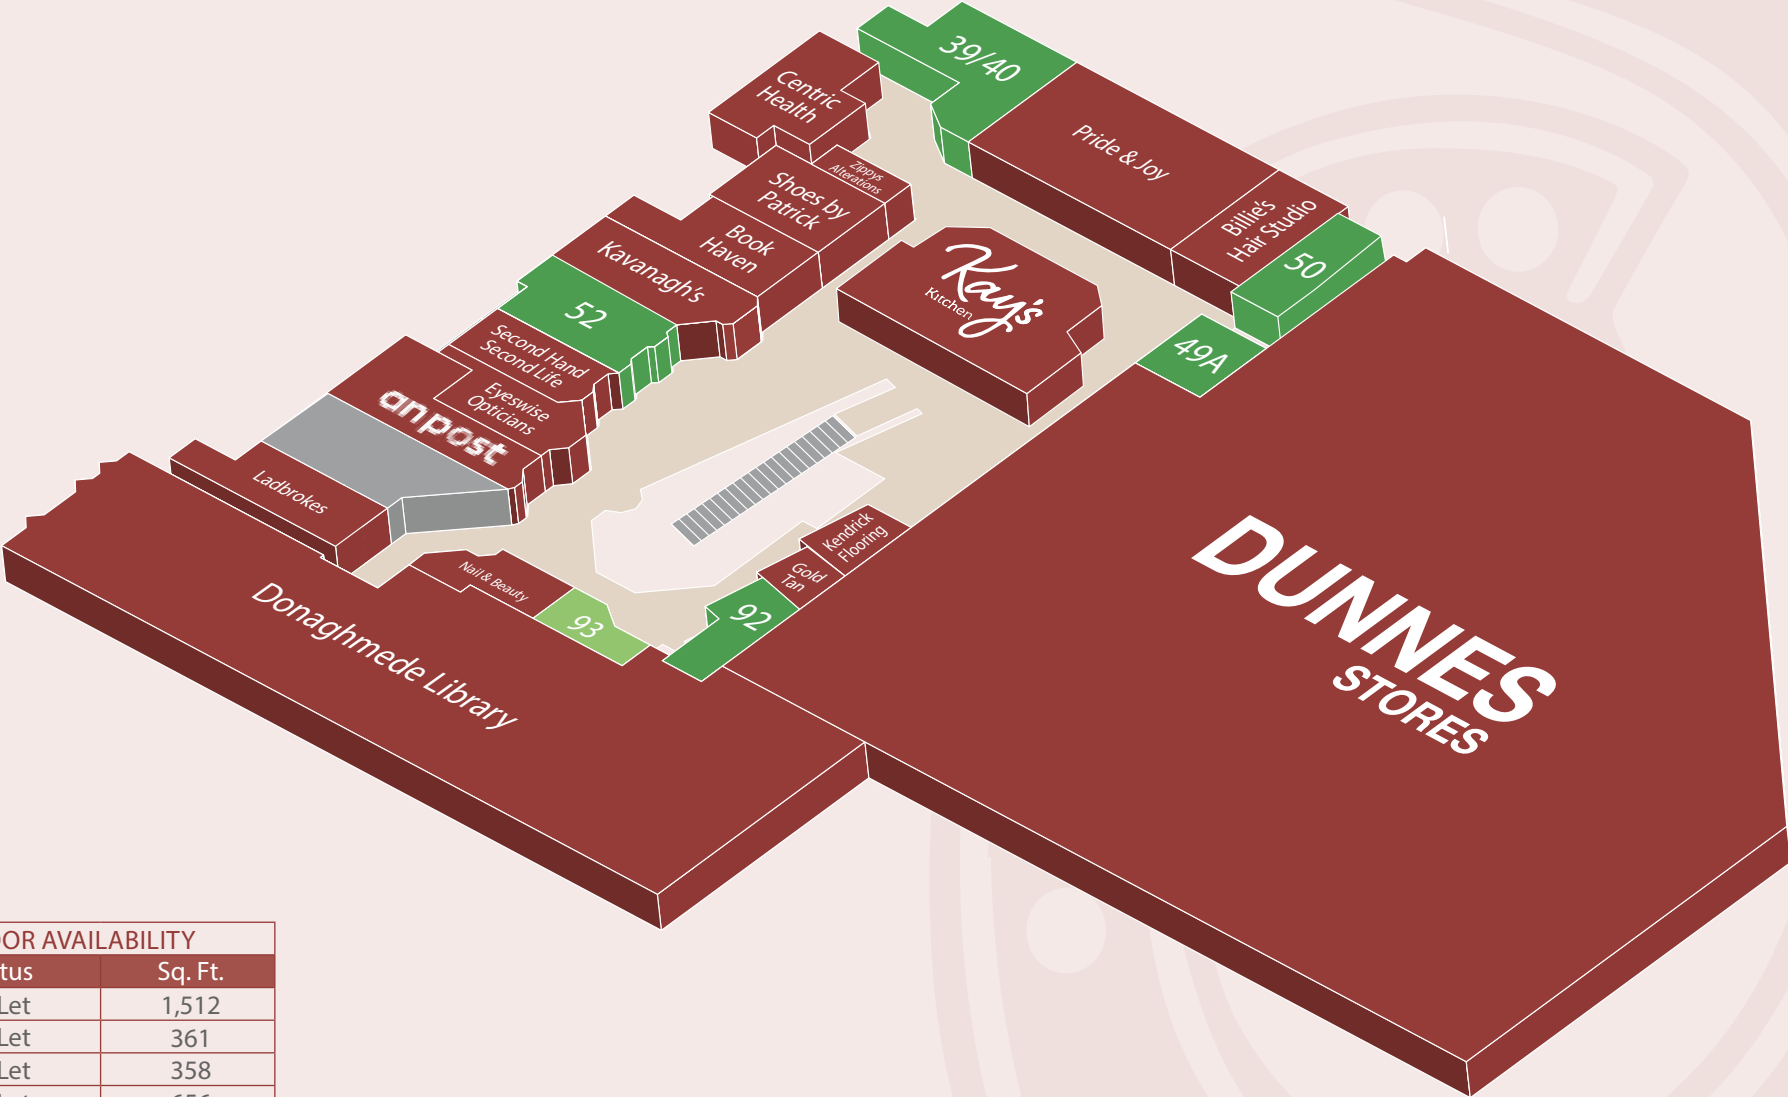 39/40
Centric
Health
Pride & Joy
Zippys
Alterations
Shoes by
Patrick
Billie's
Hair Studio
Book
Haven
Kavanagh's
50
Kay's
Kitchen
52
49A
Second Hand
Second Life
Eyeswise
Opticians
anpost
Ladbrokes
Kendrick
Flooring
Gold
Tan
Nail & Beauty
92
93
DUNNES
STORES
Donaghmede Library
OOR AVAILABILITY
tus Sq. Ft.
Let 1,512
Let 361
Let 358